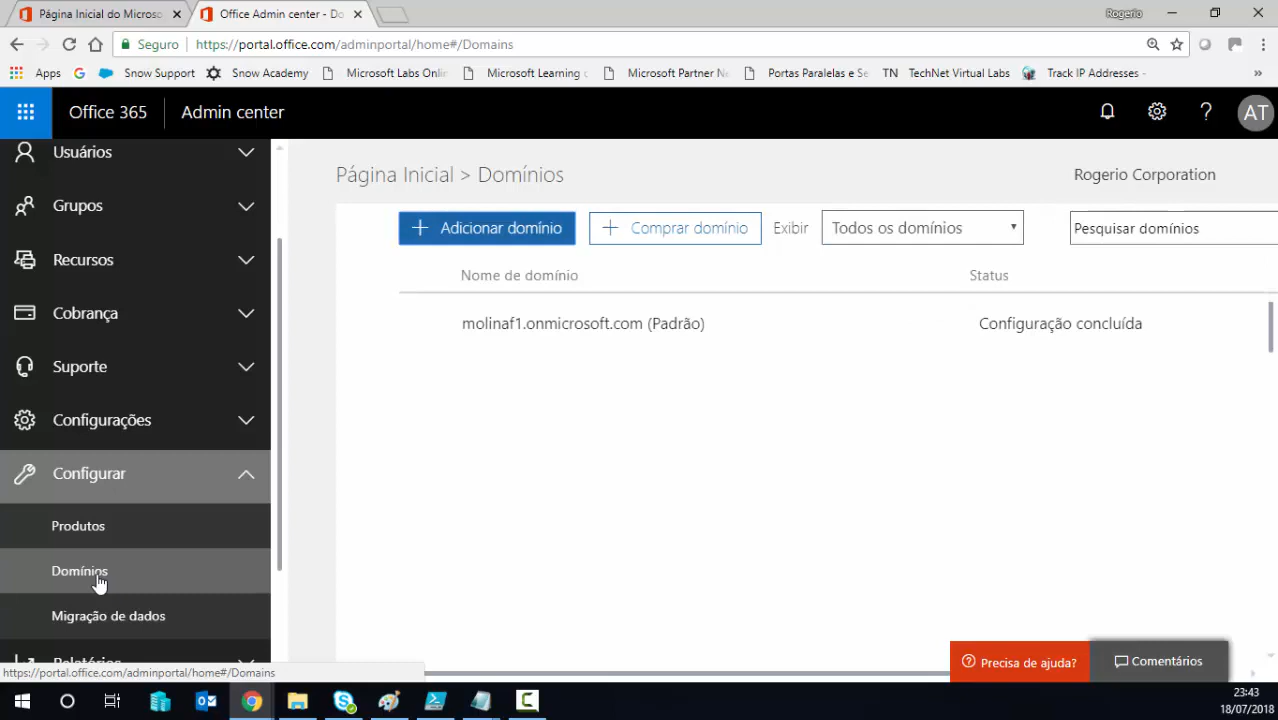 Página Inicial do Microso
Office Admin center - Do
Rogerio
Seguro
https://portal.office.com/adminportal/home#/Domains
Apps
Snow Support
Snow Academy
Microsoft Labs Onlin
Microsoft Learning
Microsoft Partner N
Portas Paralelas e Se
TN TechNet Virtual Labs
Track IP Addresses -
»
Office 365
Admin center
?
AT
Usuários
Grupos
Recursos
Cobrança
Suporte
Configurações
Configurar
Produtos
Domínios
Migração de dados
Relatórios
https://portal.office.com/adminportal/home#/Domains
Página Inicial > Domínios
Rogerio Corporation
+ Adicionar domínio
+ Comprar domínio
Exibir
Todos os domínios
Pesquisar domínios
Nome de domínio
Status
molinaf1.onmicrosoft.com (Padrão)
Configuração concluída
Precisa de ajuda?
Comentários
23:43
18/07/2018